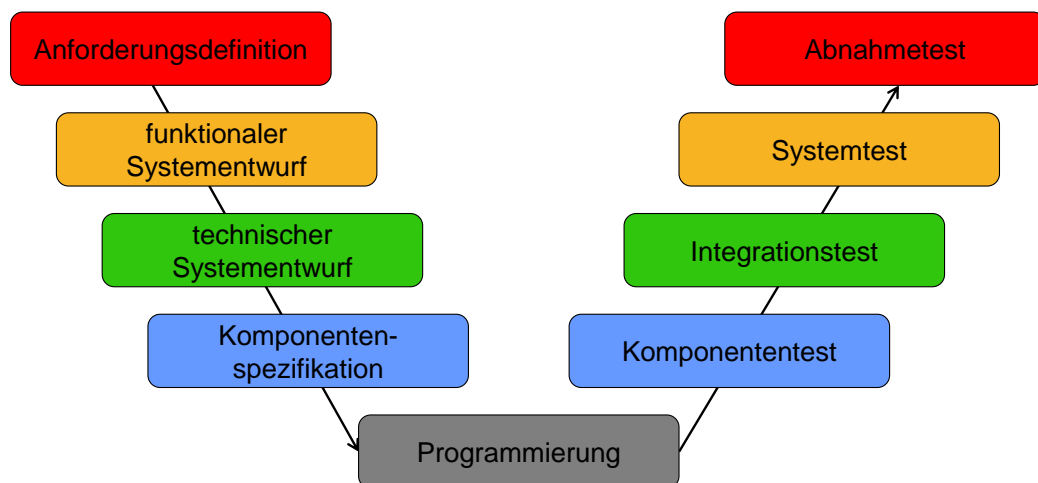 Anforderungsdefinition
Abnahmetest
funktionaler
Systementwurf
Systemtest
technischer
Systementwurf
Integrationstest
Komponenten-
spezifikation
Komponententest
Programmierung